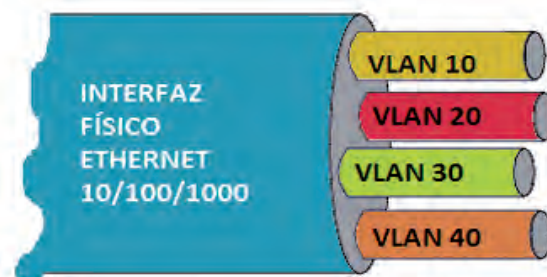 INTERFAZ
FÍSICO
ETHERNET
10/100/1000
VLAN 10
VLAN 20
VLAN 30
VLAN 40